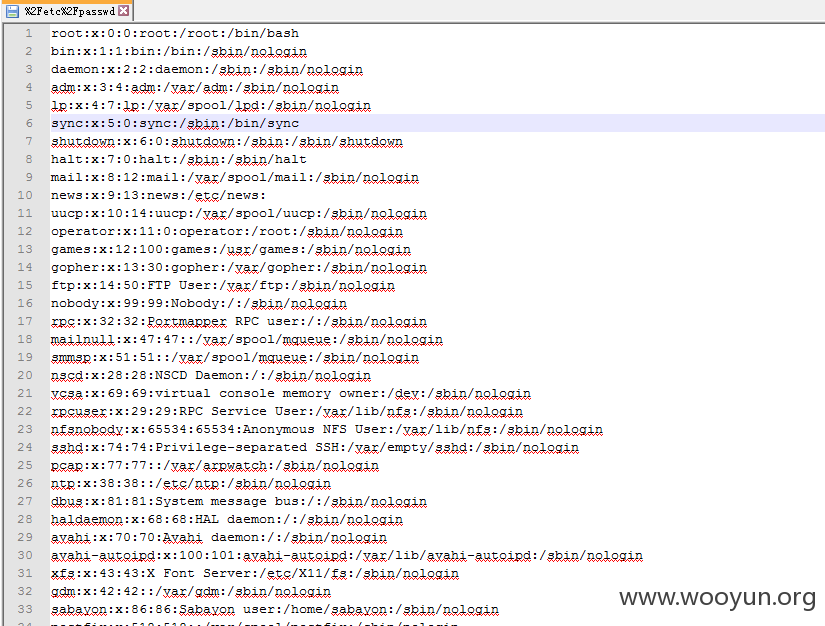 %2Fetc%2Fpasswd
1 root:x:0:0:root:/root:/bin/bash
2 bin:x:1:1:bin:/bin:/sbin/nologin
3 daemon:x:2:2:daemon:/sbin:/sbin/nologin
4 adm:x:3:4:adm:/var/adm:/sbin/nologin
5 lp:x:4:7:lp:/var/spool/lpd:/sbin/nologin
6 sync:x:5:0:sync:/sbin:/bin/sync
7 shutdown:x:6:0:shutdown:/sbin:/sbin/shutdown
8 halt:x:7:0:halt:/sbin:/sbin/halt
9 mail:x:8:12:mail:/var/spool/mail:/sbin/nologin
10 news:x:9:13:news:/etc/news:
11 uucp:x:10:14:uucp:/var/spool/uucp:/sbin/nologin
12 operator:x:11:0:operator:/root:/sbin/nologin
13 games:x:12:100:games:/usr/games:/sbin/nologin
14 gopher:x:13:30:gopher:/var/gopher:/sbin/nologin
15 ftp:x:14:50:FTP User:/var/ftp:/sbin/nologin
16 nobody:x:99:99:Nobody:/:/sbin/nologin
17 rpc:x:32:32:Portmapper RPC user:/:/sbin/nologin
18 mailnull:x:47:47::/var/spool/mqueue:/sbin/nologin
19 smmsp:x:51:51::/var/spool/mqueue:/sbin/nologin
20 nscd:x:28:28:NSCD Daemon:/:/sbin/nologin
21 vcsa:x:69:69:virtual console memory owner:/dev:/sbin/nologin
22 rpcuser:x:29:29:RPC Service User:/var/lib/nfs:/sbin/nologin
23 nfsnobody:x:65534:65534:Anonymous NFS User:/var/lib/nfs:/sbin/nologin
24 sshd:x:74:74:Privilege-separated SSH:/var/empty/sshd:/sbin/nologin
25 pcap:x:77:77::/var/arpwatch:/sbin/nologin
26 ntp:x:38:38::/etc/ntp:/sbin/nologin
27 dbus:x:81:81:System message bus:/:/sbin/nologin
28 haldaemon:x:68:68:HAL daemon:/:/sbin/nologin
29 avahi:x:70:70:Avahi daemon:/:/sbin/nologin
30 avahi-autoipd:x:100:101:avahi-autoipd:/var/lib/avahi-autoipd:/sbin/nologin
31 xfs:x:43:43:X Font Server:/etc/X11/fs:/sbin/nologin
32 gdm:x:42:42::/var/gdm:/sbin/nologin
33 sabayon:x:86:86:Sabayon user:/home/sabayon:/sbin/nologin
www.wooyun.org